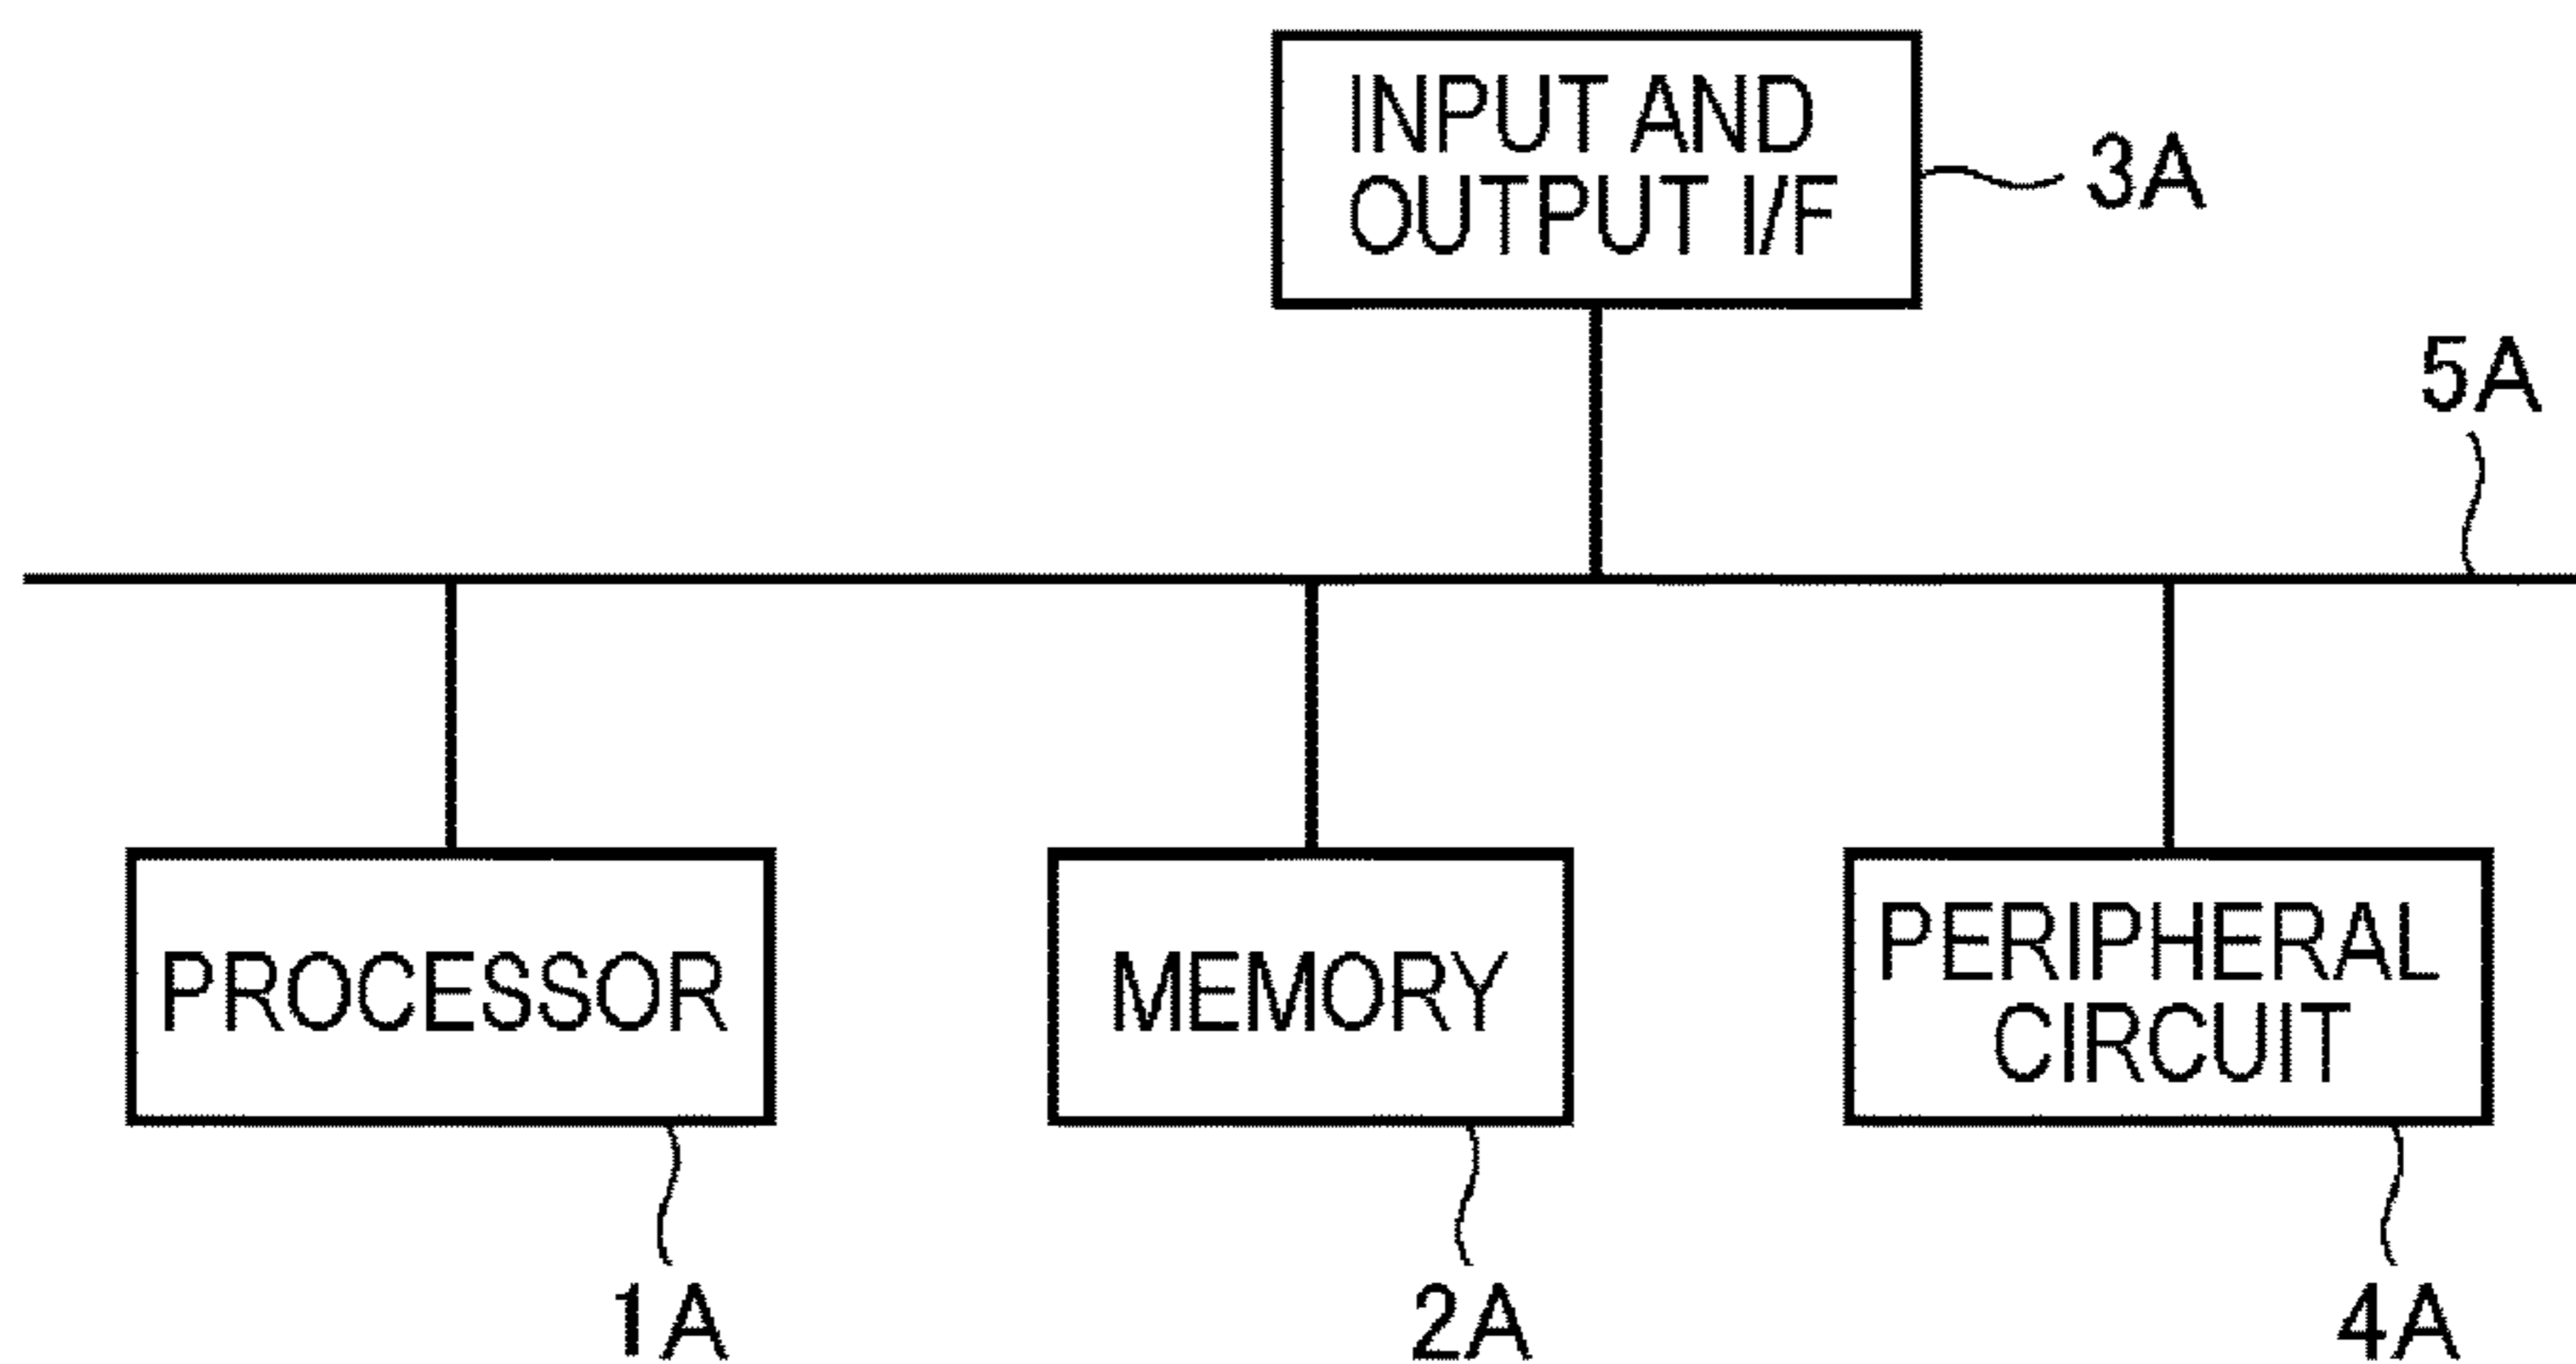 INPUT AND
OUTPUT I/F
3A
5A
PROCESSOR
MEMORY
PERIPHERAL
CIRCUIT
1A
2A
4A